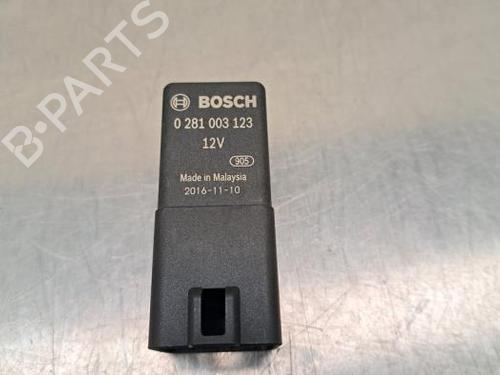 B-PARTS
BOSCH
0 281 003 123
12V
905
Made in Malaysia
2016-11-10